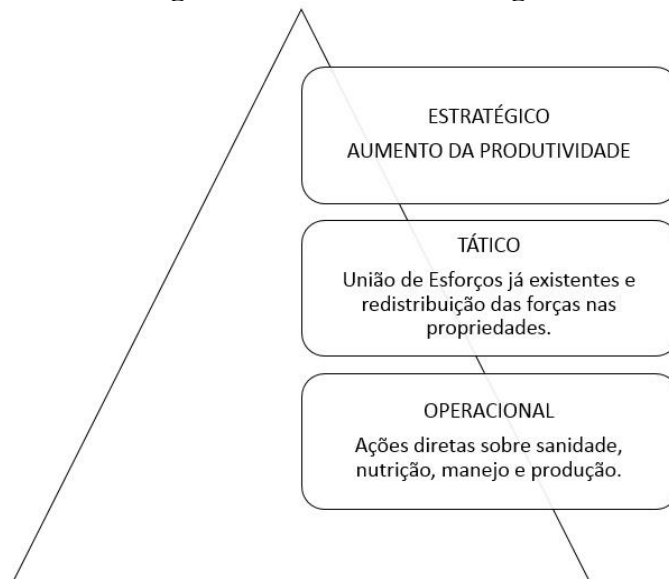 ESTRATÉGICO
AUMENTO DA PRODUTIVIDADE
TÁTICO
União de Esforços já existentes e
redistribuição das forças nas
propriedades.
OPERACIONAL
Ações diretas sobre sanidade,
nutrição, manejo e produção.